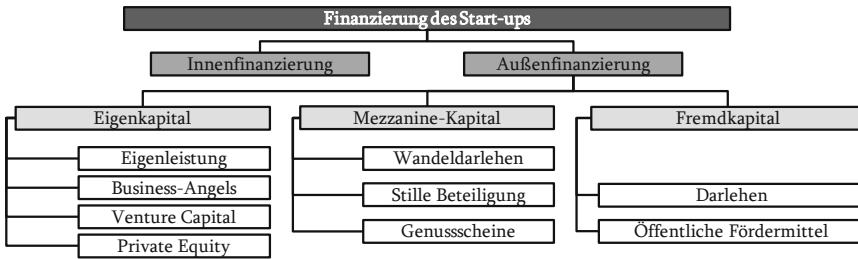 Finanzierung des Start-ups
Innenfinanzierung
Außenfinanzierung
Eigenkapital
Mezzanine-Kapital
Fremdkapital
Eigenleistung
Business-Angels
Venture Capital
Private Equity
Wandeldarlehen
Stille Beteiligung
Genussscheine
Darlehen
Öffentliche Fördermittel